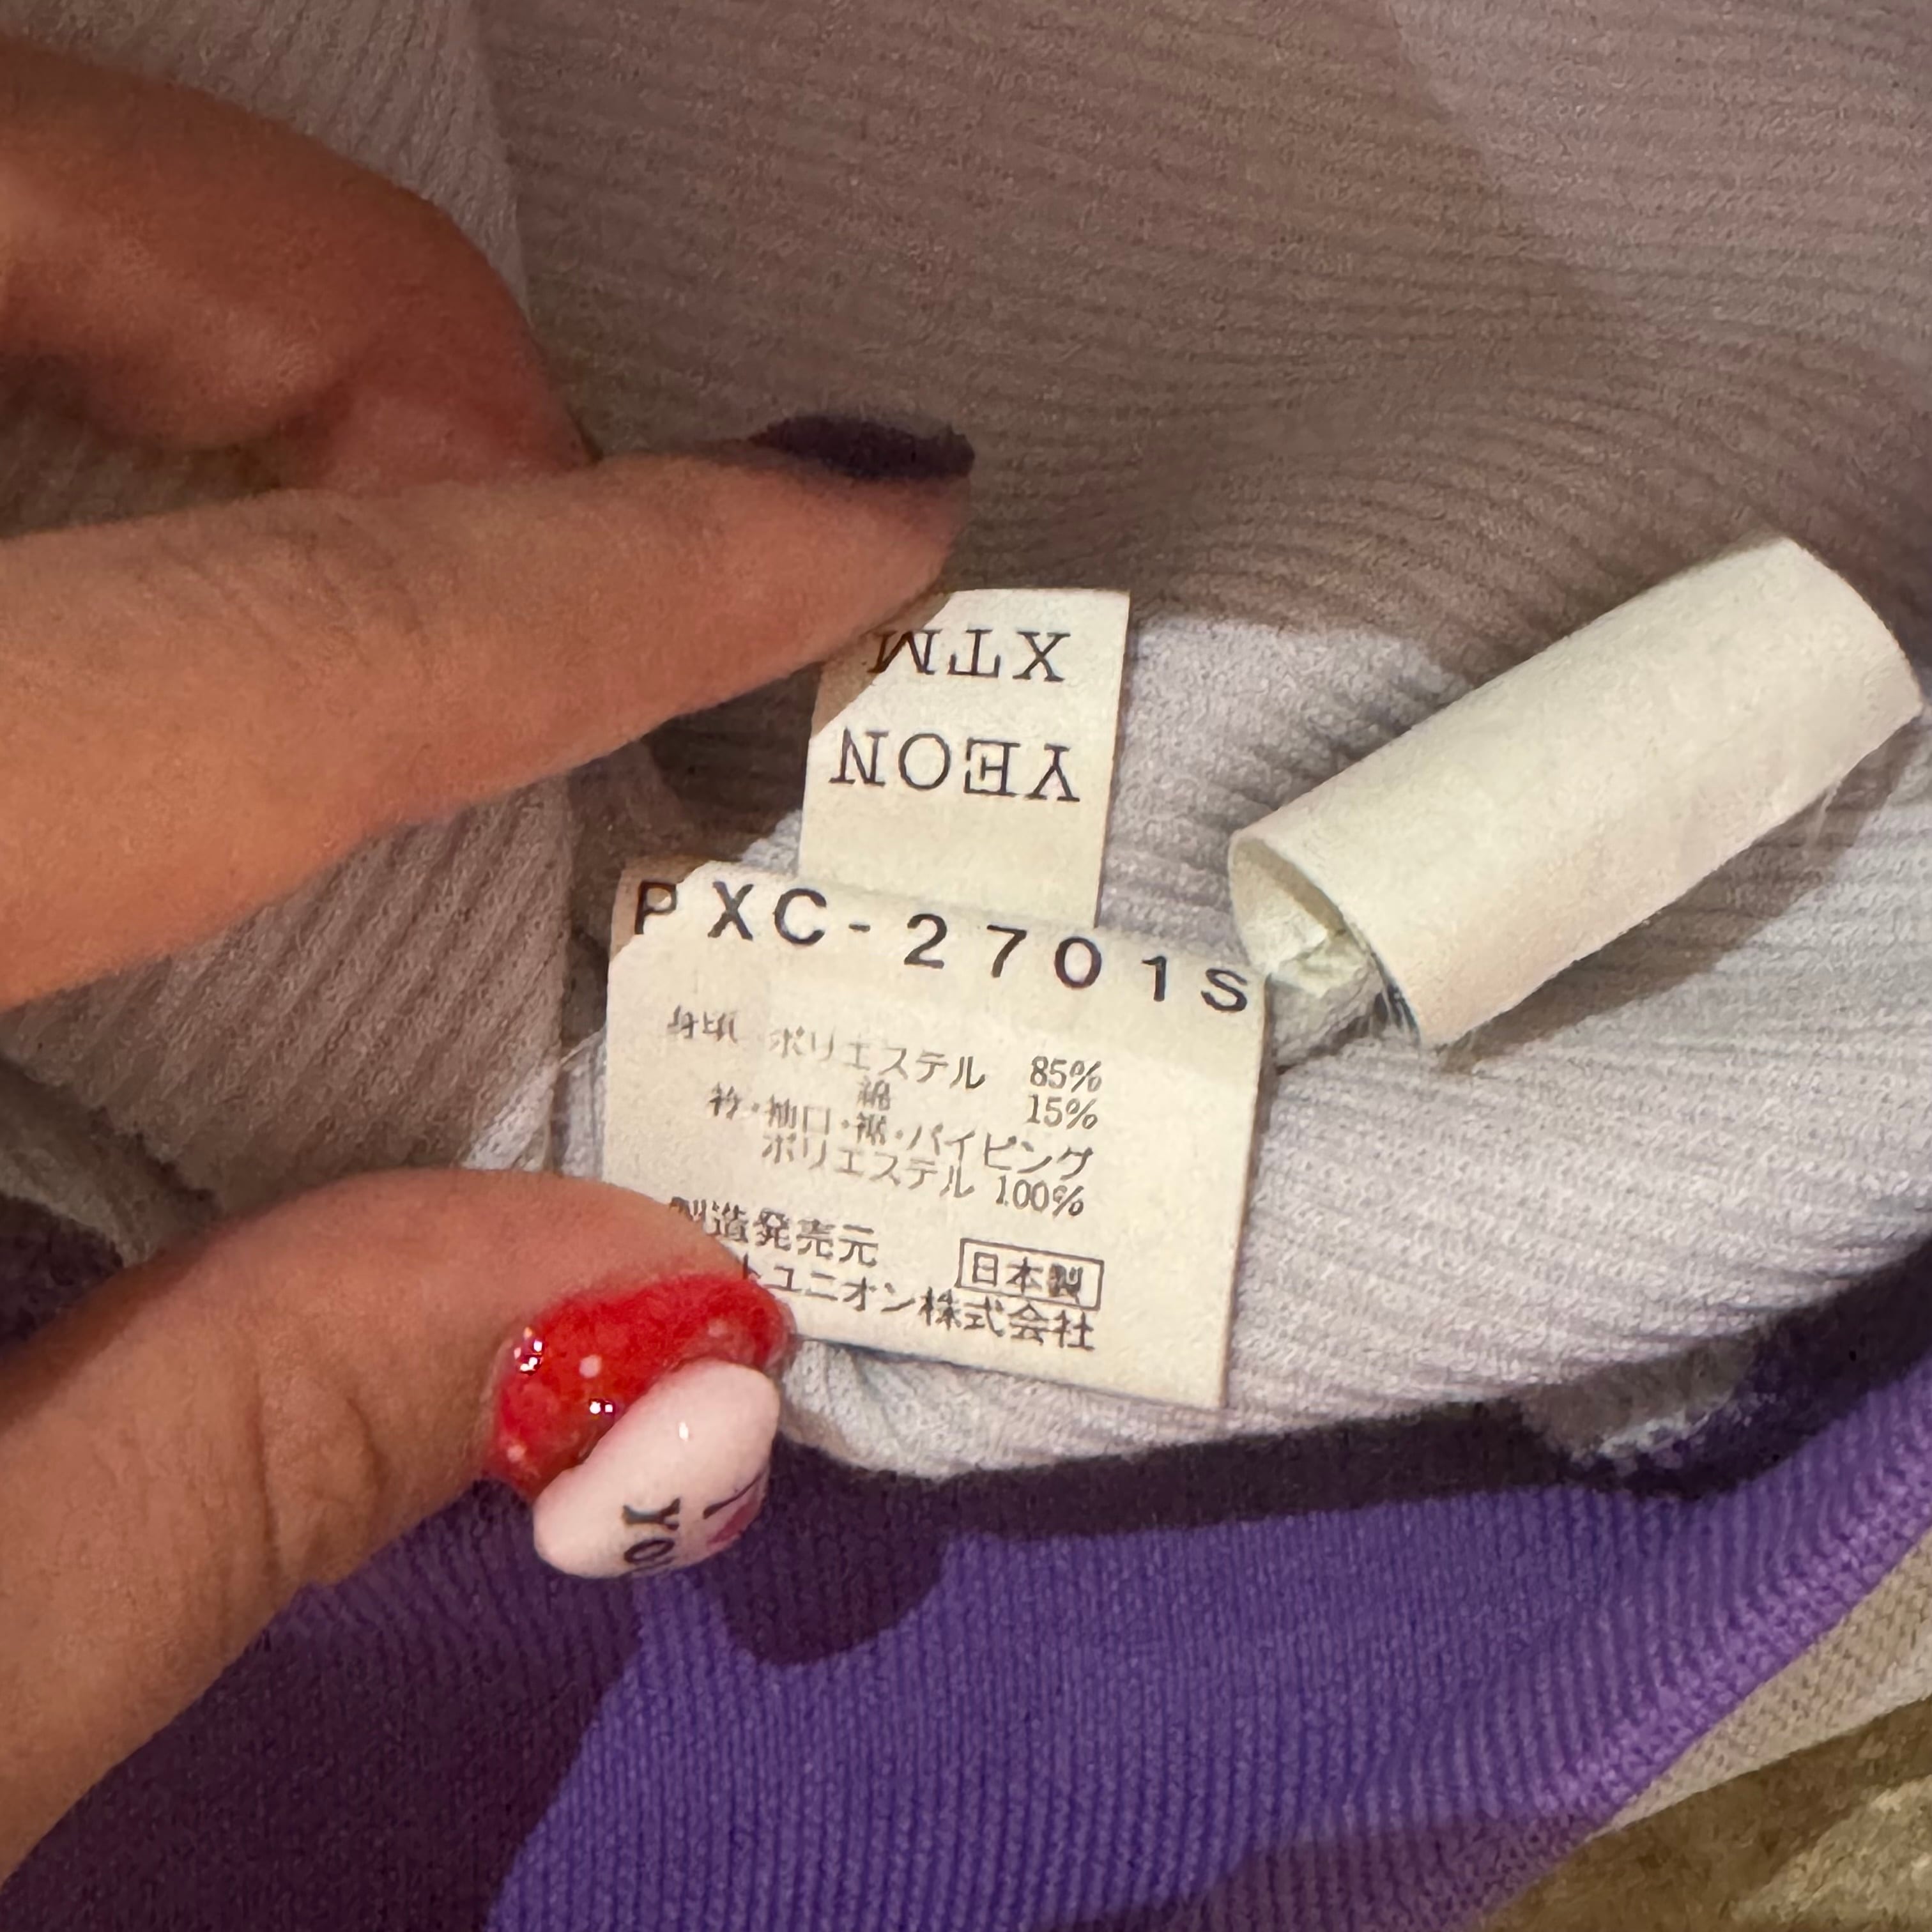 YEON
XTM
PXC-2701S
身頃 ポリエステル 85%
綿 15%
衿・袖口・裾・パイピング
ポリエステル 100%
製造発売元
日本製
トユニオン株式会社
YO